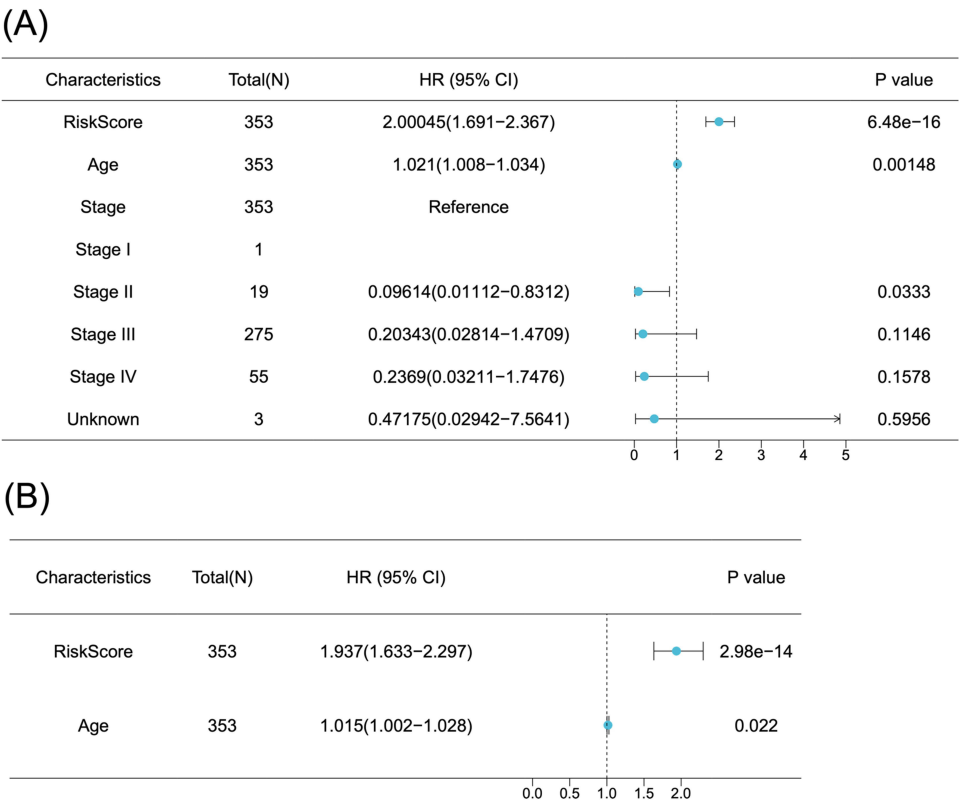 (A)
Characteristics Total(N) HR (95% CI) P value
RiskScore 353 2.00045(1.691−2.367) 6.48e−16
Age 353 1.021(1.008−1.034) 0.00148
Stage 353 Reference
Stage I 1
Stage II 19 0.09614(0.01112−0.8312) 0.0333
Stage III 275 0.20343(0.02814−1.4709) 0.1146
Stage IV 55 0.2369(0.03211−1.7476) 0.1578
Unknown 3 0.47175(0.02942−7.5641) 0.5956
0 1 2 3 4 5
(B)
Characteristics Total(N) HR (95% CI) P value
RiskScore 353 1.937(1.633−2.297) 2.98e−14
Age 353 1.015(1.002−1.028) 0.022
0.0 0.5 1.0 1.5 2.0